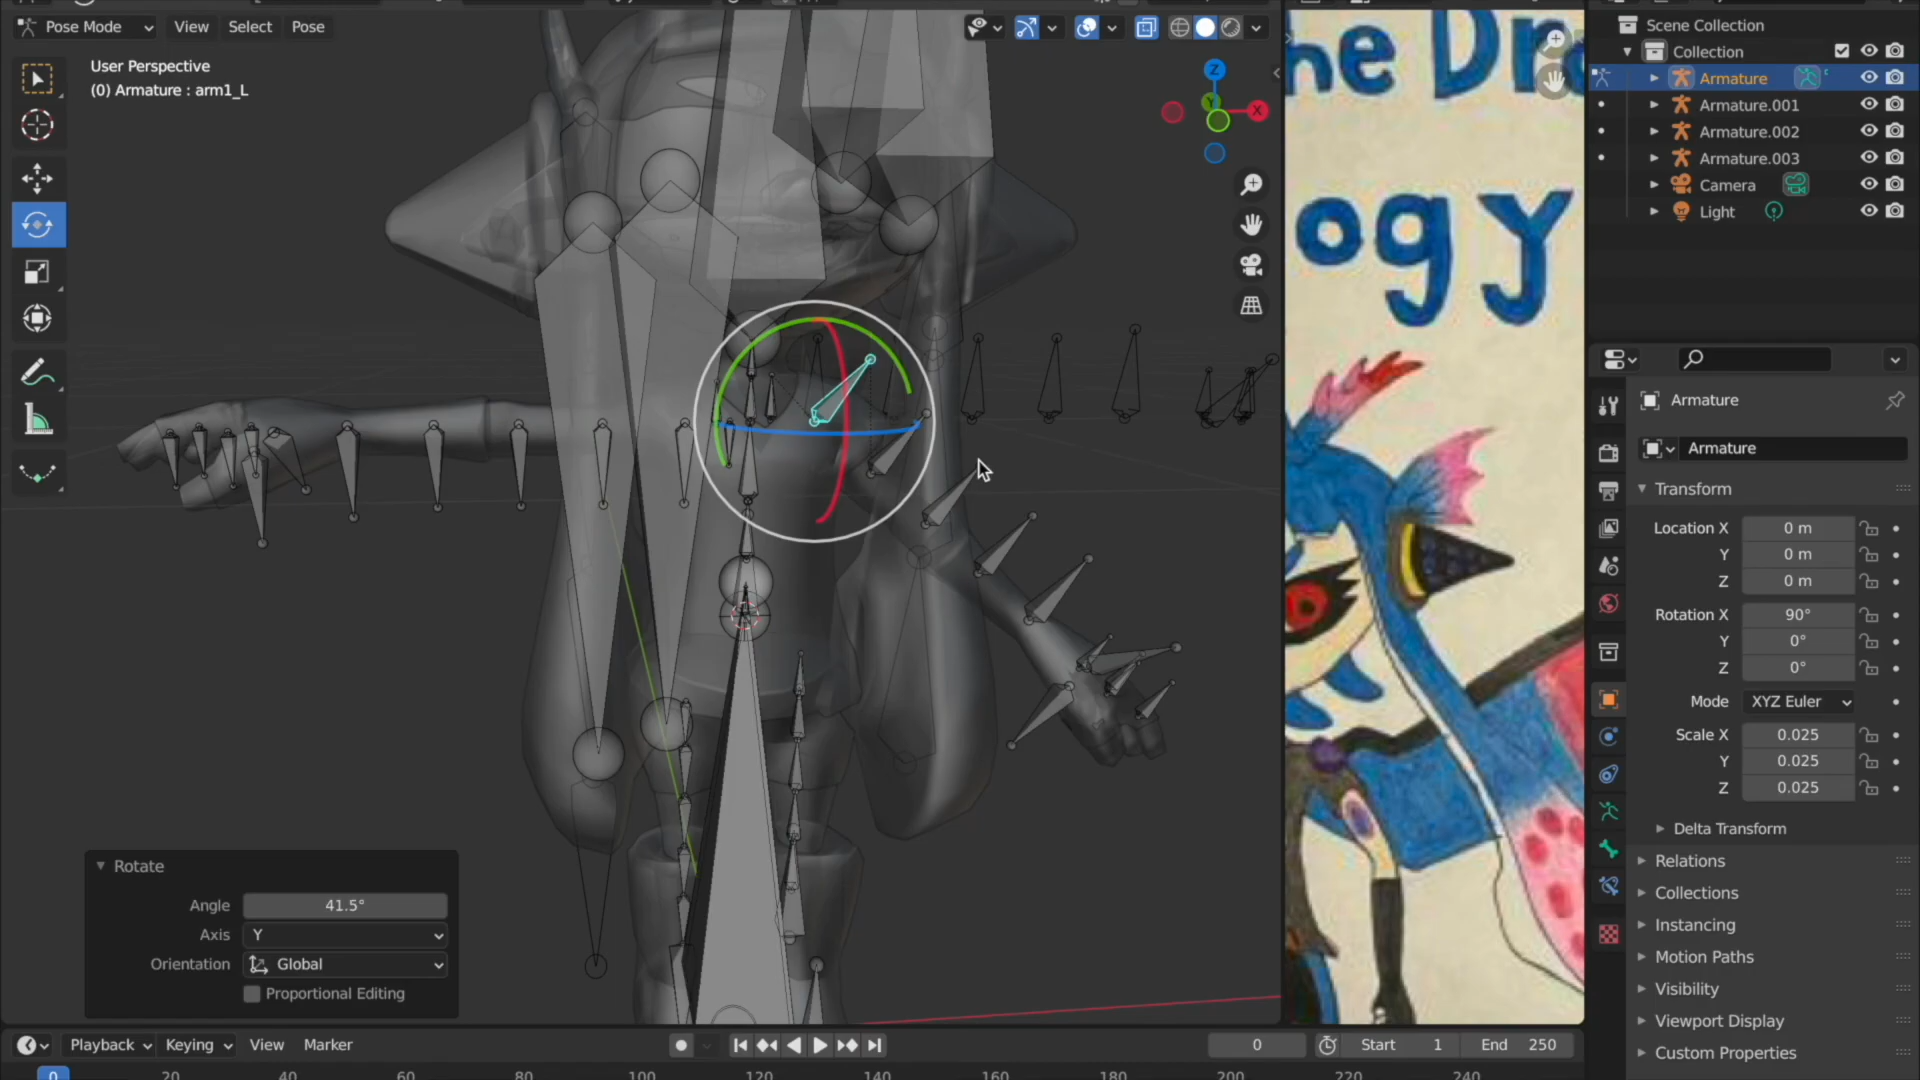 Pose Mode View Select Pose
User Perspective
(0) Armature : arm1_L
Z
Y
X
Rotate
Angle 41.5°
Axis Y
Orientation Global
Proportional Editing
he Dr
ogy
Scene Collection
Collection
Armature
Armature.001
Armature.002
Armature.003
Camera
Light
Armature
Armature
Transform
Location X 0 m
Y 0 m
Z 0 m
Rotation X 90°
Y 0°
Z 0°
Mode XYZ Euler
Scale X 0.025
Y 0.025
Z 0.025
Delta Transform
Relations
Collections
Instancing
Motion Paths
Visibility
Viewport Display
Custom Properties
Playback Keying View Marker 0 Start 1 End 250
0 20 40 60 80 100 120 140 160 180 200 220 240